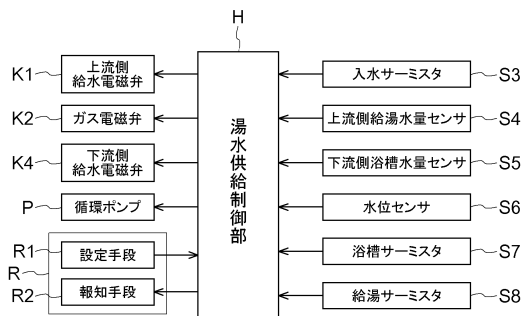 H
K1
上流側
給水電磁弁
K2
ガス電磁弁
K4
下流側
給水電磁弁
P
循環ポンプ
R
R1
設定手段
R2
報知手段
湯水供給制御部
入水サーミスタ
S3
上流側給湯水量センサ
S4
下流側浴槽水量センサ
S5
水位センサ
S6
浴槽サーミスタ
S7
給湯サーミスタ
S8